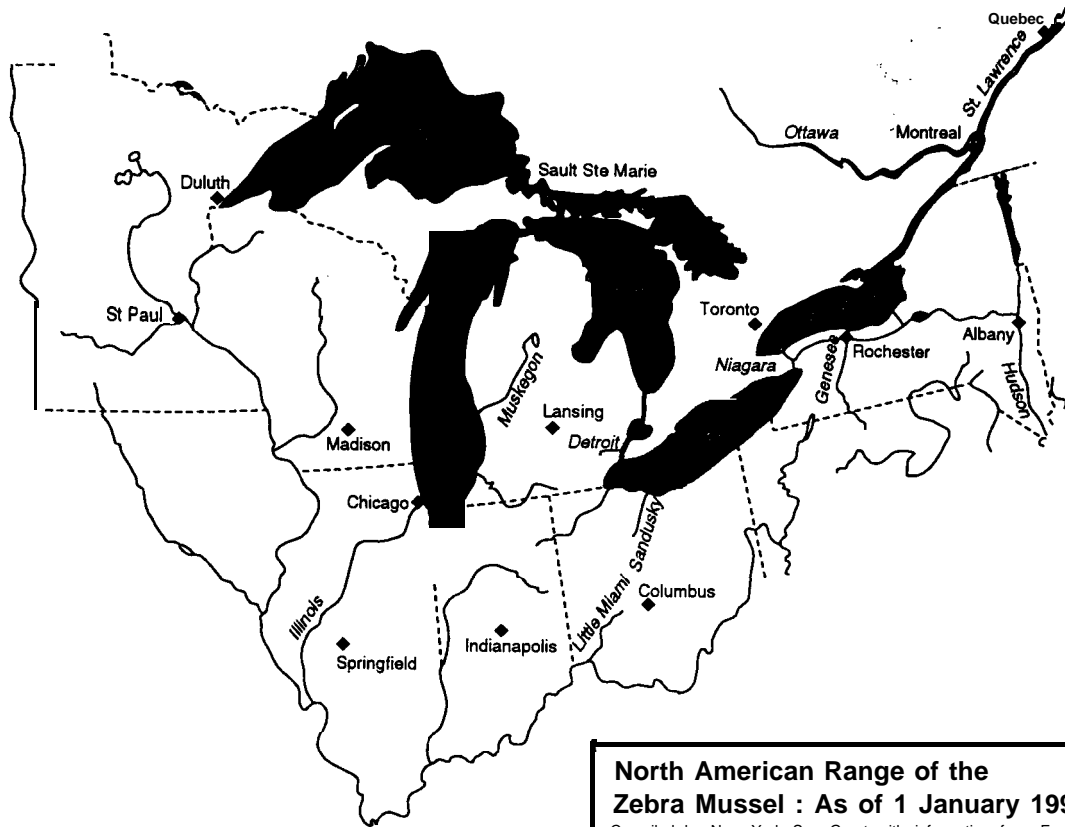 Quebec
St. Lawrence
Ottawa
Montreal
Sault Ste Marie
Duluth
St Paul
Toronto
Niagara
Genesee
Rochester
Albany
Hudson
Muskegon
Lansing
Detroit
Madison
Chicago
Sandusky
Little Miami
Columbus
Illinois
Indianapolis
Springfield
North American Range of the
Zebra Mussel : As of 1 January 199